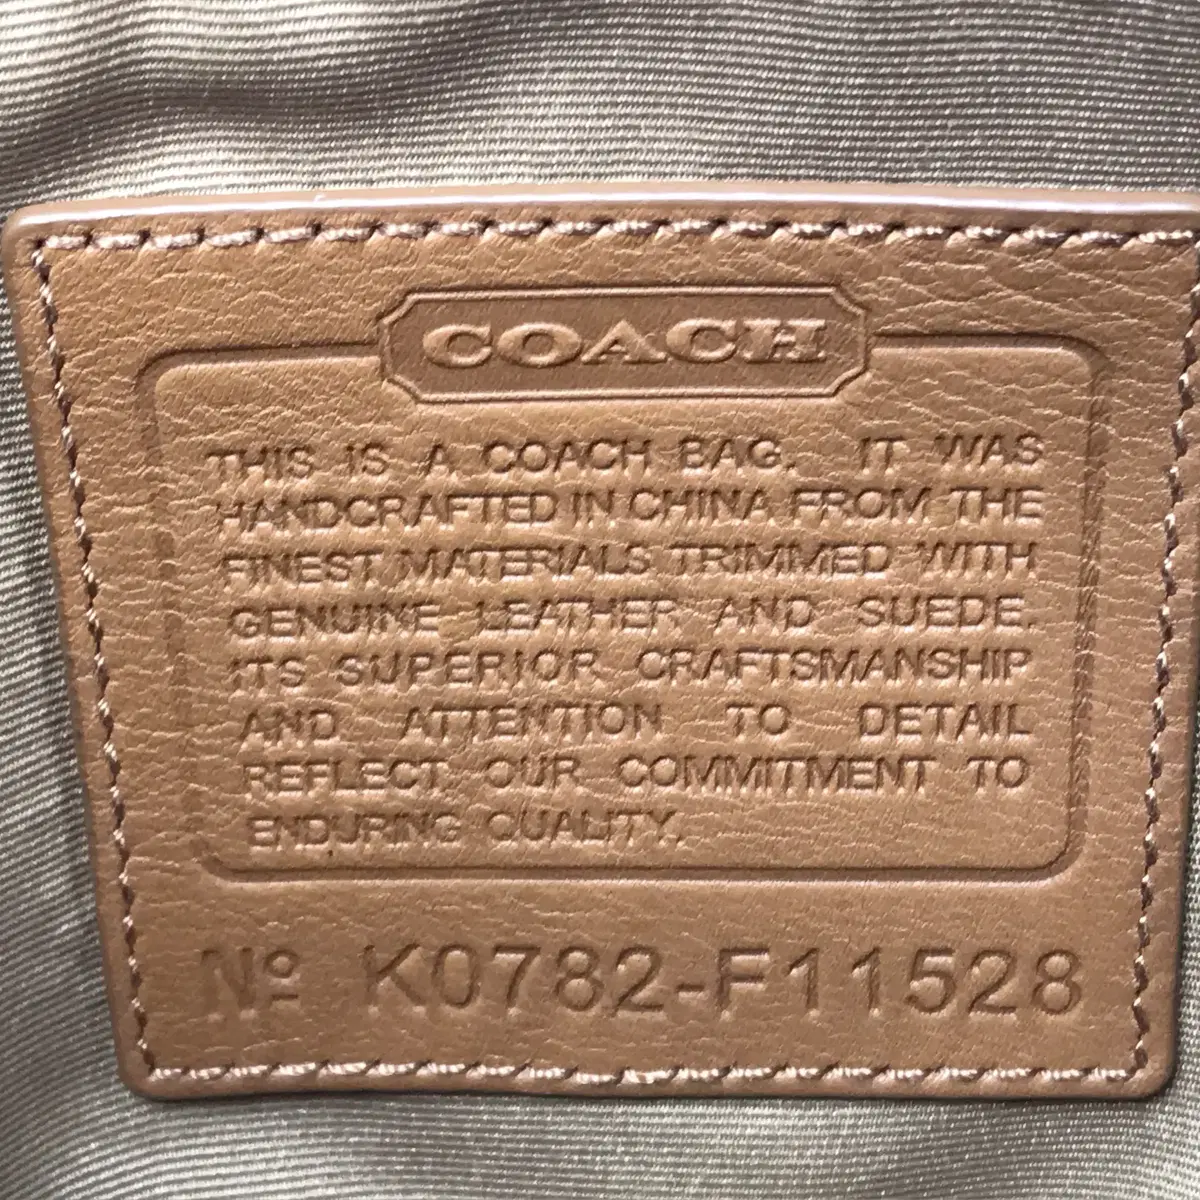 COACH
THIS IS A COACH BAG. IT WAS
HANDCRAFTED IN CHINA FROM THE
FINEST MATERIALS TRIMMED WITH
GENUINE LEATHER AND SUEDE.
ITS SUPERIOR CRAFTSMANSHIP
AND ATTENTION TO DETAIL
REFLECT OUR COMMITMENT TO
ENDURING QUALITY.
Nº K0782-F11528